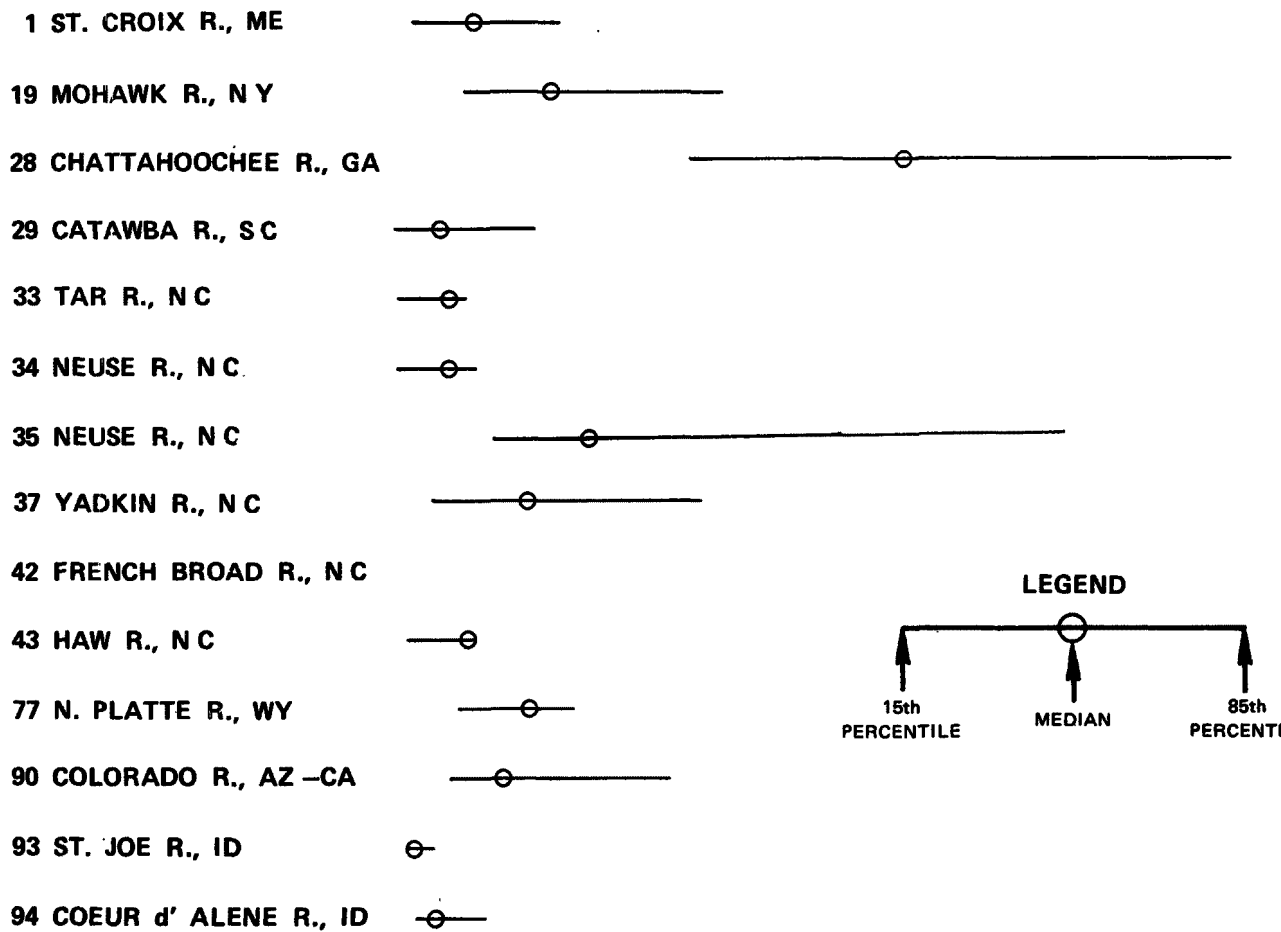 1 ST. CROIX R., ME
19 MOHAWK R., N Y
28 CHATTAHOOCHEE R., GA
29 CATAWBA R., S C
33 TAR R., N C
34 NEUSE R., N C
35 NEUSE R., N C
37 YADKIN R., N C
42 FRENCH BROAD R., N C
43 HAW R., N C
77 N. PLATTE R., WY
90 COLORADO R., AZ –CA
93 ST. JOE R., ID
94 COEUR d' ALENE R., ID
LEGEND
15th
PERCENTILE
MEDIAN
85th
PERCENTI